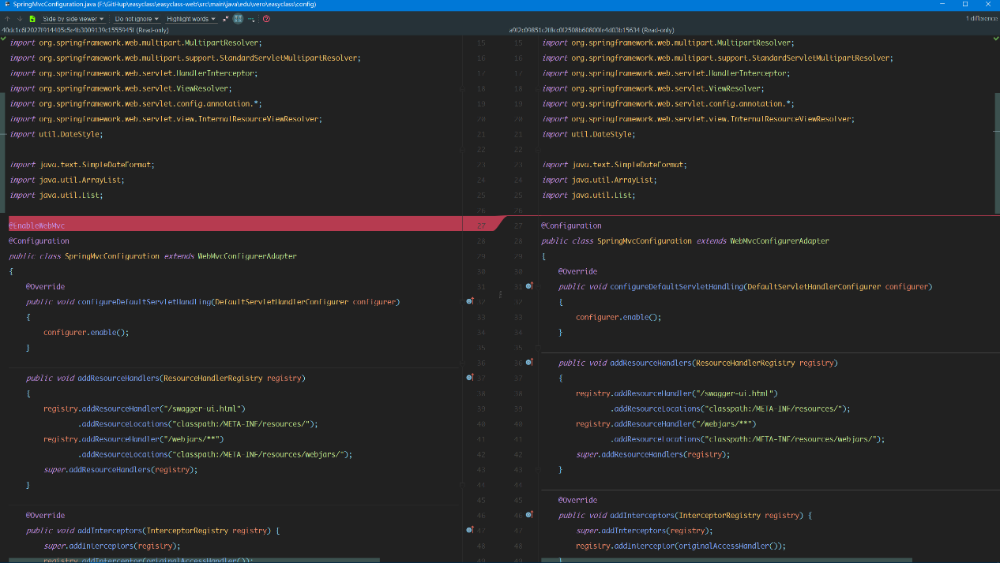 SpringMvcConfiguration.java (F:\GitHup\easyclass\easyclass-web\src\main\java\edu\vero\easyclass\config)
Side by side viewer
Do not ignore
Highlight words
1 difference
(Read-only)
(Read-only)
import org.springframework.web.multipart.MultipartResolver;
15
import org.springframework.web.multipart.support.StandardServletMultipartResolver;
16
import org.springframework.web.servlet.HandlerInterceptor;
17
import org.springframework.web.servlet.ViewResolver;
18
import org.springframework.web.servlet.config.annotation.*;
19
import org.springframework.web.servlet.view.InternalResourceViewResolver;
20
import util.DateStyle;
21
22
import java.text.SimpleDateFormat;
23
import java.util.ArrayList;
24
import java.util.List;
25
26
@EnableWebMvc
27
@Configuration
28
public class SpringMvcConfiguration extends WebMvcConfigurerAdapter
29
{
30
@Override
31
public void configureDefaultServletHandling(DefaultServletHandlerConfigurer configurer)
32
{
33
configurer.enable();
34
}
35
36
public void addResourceHandlers(ResourceHandlerRegistry registry)
37
{
38
registry.addResourceHandler("/swagger-ui.html")
39
.addResourceLocations("classpath:/META-INF/resources/");
40
registry.addResourceHandler("/webjars/**")
41
.addResourceLocations("classpath:/META-INF/resources/webjars/");
42
super.addResourceHandlers(registry);
43
}
44
45
@Override
46
public void addInterceptors(InterceptorRegistry registry) {
47
super.addInterceptors(registry);
48
registry.addInterceptor(originalAccessHandler());
49
15
import org.springframework.web.multipart.MultipartResolver;
16
import org.springframework.web.multipart.support.StandardServletMultipartResolver;
17
import org.springframework.web.servlet.HandlerInterceptor;
18
import org.springframework.web.servlet.ViewResolver;
19
import org.springframework.web.servlet.config.annotation.*;
20
import org.springframework.web.servlet.view.InternalResourceViewResolver;
21
import util.DateStyle;
22
23
import java.text.SimpleDateFormat;
24
import java.util.ArrayList;
25
import java.util.List;
26
27
@Configuration
28
public class SpringMvcConfiguration extends WebMvcConfigurerAdapter
29
{
30
@Override
31
public void configureDefaultServletHandling(DefaultServletHandlerConfigurer configurer)
32
{
33
configurer.enable();
34
}
35
36
public void addResourceHandlers(ResourceHandlerRegistry registry)
37
{
38
registry.addResourceHandler("/swagger-ui.html")
39
.addResourceLocations("classpath:/META-INF/resources/");
40
registry.addResourceHandler("/webjars/**")
41
.addResourceLocations("classpath:/META-INF/resources/webjars/");
42
super.addResourceHandlers(registry);
43
}
44
45
@Override
46
public void addInterceptors(InterceptorRegistry registry) {
47
super.addInterceptors(registry);
48
registry.addInterceptor(originalAccessHandler());
49
}